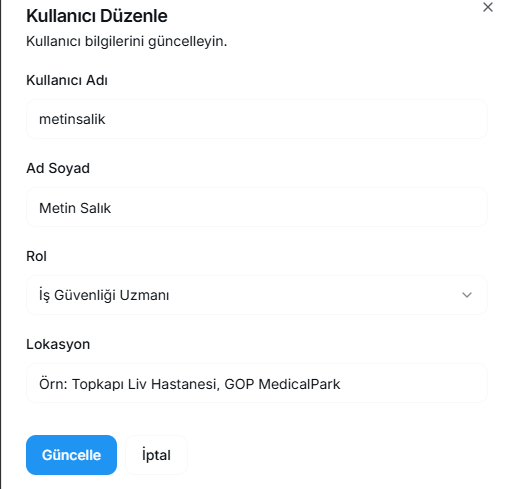 Kullanıcı Düzenle
Kullanıcı bilgilerini güncelleyin.
Kullanıcı Adı
metinsalik
Ad Soyad
Metin Salık
Rol
İş Güvenliği Uzmanı
Lokasyon
Örn: Topkapı Liv Hastanesi, GOP MedicalPark
Güncelle İptal